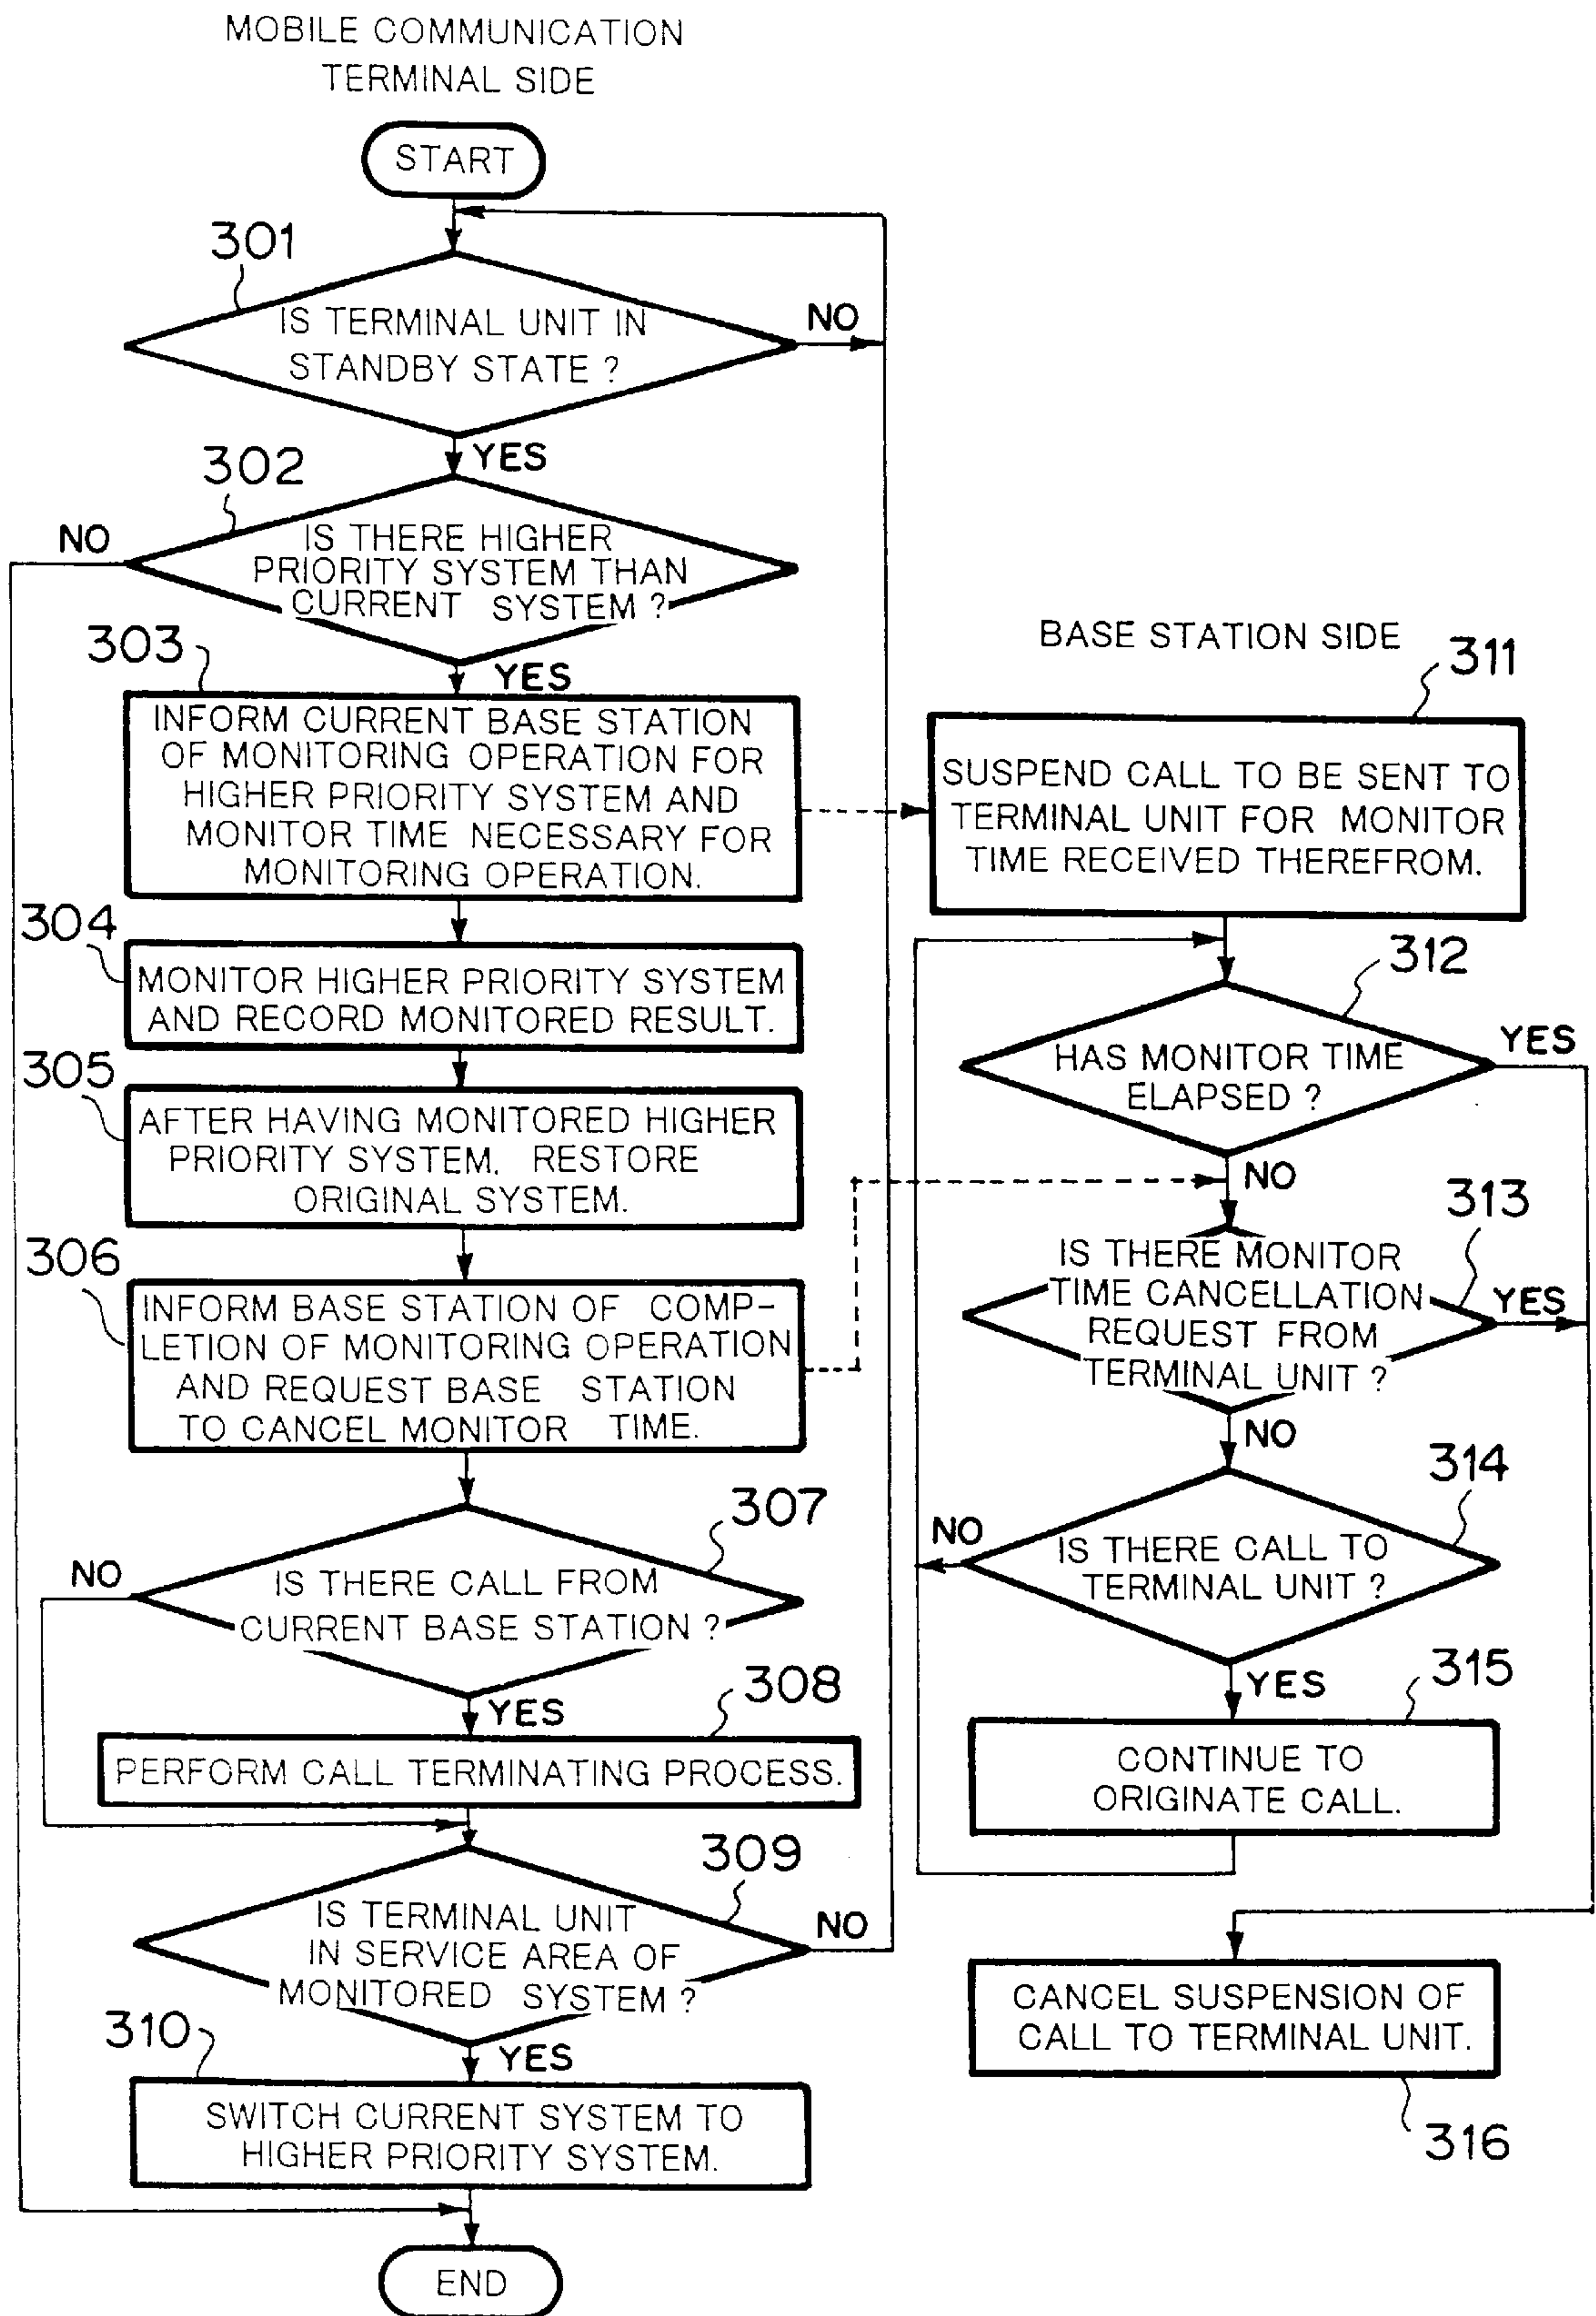 MOBILE COMMUNICATION
TERMINAL SIDE
START
301
IS TERMINAL UNIT IN
STANDBY STATE ?
NO
YES
302
IS THERE HIGHER
PRIORITY SYSTEM THAN
CURRENT SYSTEM ?
NO
YES
303
INFORM CURRENT BASE STATION
OF MONITORING OPERATION FOR
HIGHER PRIORITY SYSTEM AND
MONITOR TIME NECESSARY FOR
MONITORING OPERATION.
304
MONITOR HIGHER PRIORITY SYSTEM
AND RECORD MONITORED RESULT.
305
AFTER HAVING MONITORED HIGHER
PRIORITY SYSTEM. RESTORE
ORIGINAL SYSTEM.
306
INFORM BASE STATION OF COMP-
LETION OF MONITORING OPERATION
AND REQUEST BASE STATION
TO CANCEL MONITOR TIME.
307
IS THERE CALL FROM
CURRENT BASE STATION ?
NO
YES
308
PERFORM CALL TERMINATING PROCESS.
309
IS TERMINAL UNIT
IN SERVICE AREA OF
MONITORED SYSTEM ?
NO
YES
310
SWITCH CURRENT SYSTEM TO
HIGHER PRIORITY SYSTEM.
END
BASE STATION SIDE
311
SUSPEND CALL TO BE SENT TO
TERMINAL UNIT FOR MONITOR
TIME RECEIVED THEREFROM.
312
HAS MONITOR TIME
ELAPSED ?
YES
NO
313
IS THERE MONITOR
TIME CANCELLATION
REQUEST FROM
TERMINAL UNIT ?
YES
NO
314
IS THERE CALL TO
TERMINAL UNIT ?
NO
YES
315
CONTINUE TO
ORIGINATE CALL.
CANCEL SUSPENSION OF
CALL TO TERMINAL UNIT.
316